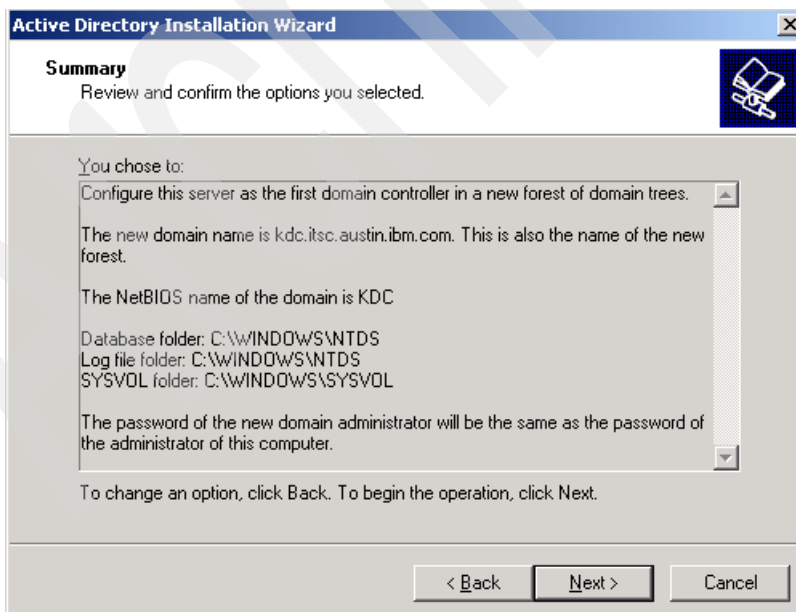 Active Directory Installation Wizard
Summary
Review and confirm the options you selected.
You chose to:
Configure this server as the first domain controller in a new forest of domain trees.
The new domain name is kdc.itsc.austin.ibm.com. This is also the name of the new
forest.
The NetBIOS name of the domain is KDC
Database folder: C:\WINDOWS\NTDS
Log file folder: C:\WINDOWS\NTDS
SYSVOL folder: C:\WINDOWS\SYSVOL
The password of the new domain administrator will be the same as the password of
the administrator of this computer.
To change an option, click Back. To begin the operation, click Next.
< Back Next > Cancel